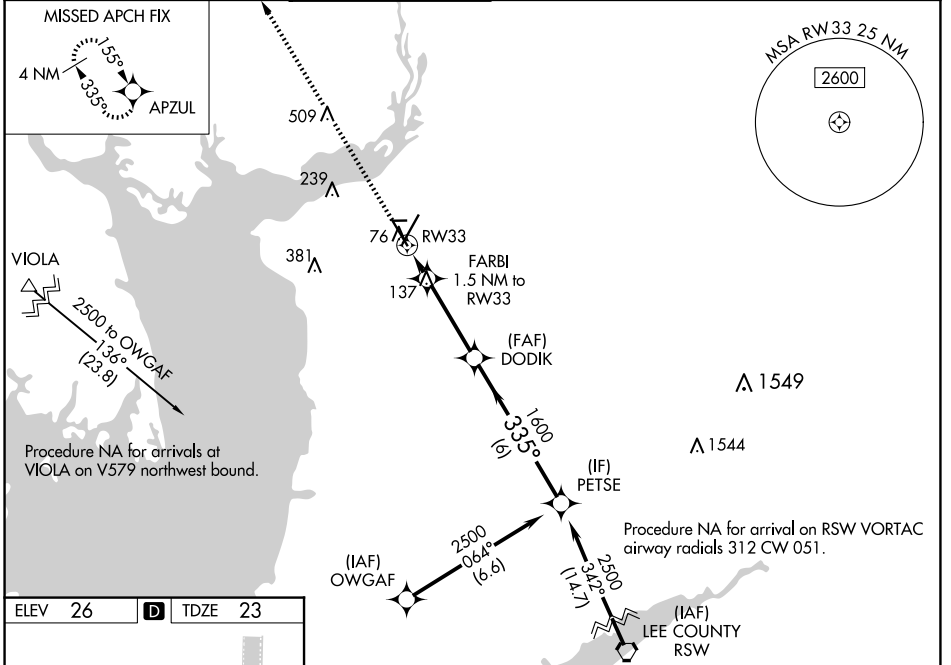 MISSED APCH FIX
155°
4 NM
335°
APZUL
MSA RW33 25 NM
2600
509
239
76
RW33
381
FARBI
1.5 NM to
RW33
137
VIOLA
2500 to OWGAF
136°
(23.8)
(FAF)
DODIK
1549
1600
335°
(6)
1544
Procedure NA for arrivals at
VIOLA on V579 northwest bound.
(IF)
PETSE
Procedure NA for arrival on RSW VORTAC
airway radials 312 CW 051.
2500
064°
(6.6)
(IAF)
OWGAF
2500
342°
(14.7)
(IAF)
LEE COUNTY
RSW
ELEV 26 D TDZE 23